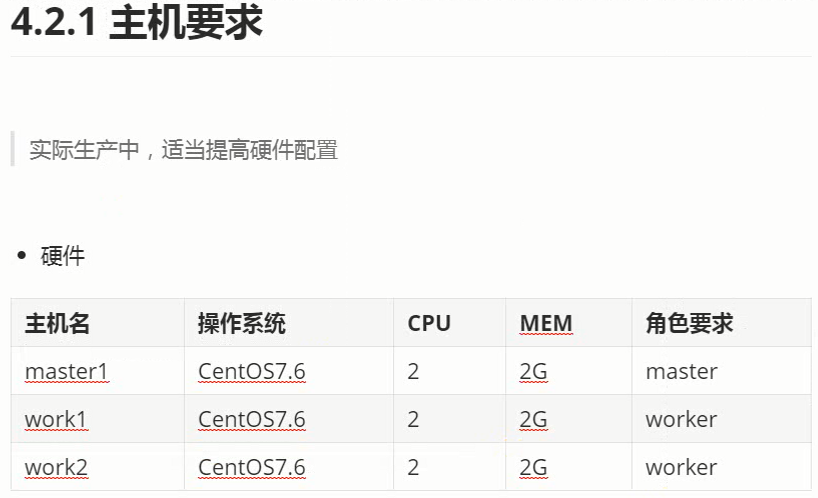 4.2.1 主机要求
实际生产中，适当提高硬件配置
• 硬件
主机名 操作系统 CPU MEM 角色要求
master1 CentOS7.6 2 2G master
work1 CentOS7.6 2 2G worker
work2 CentOS7.6 2 2G worker